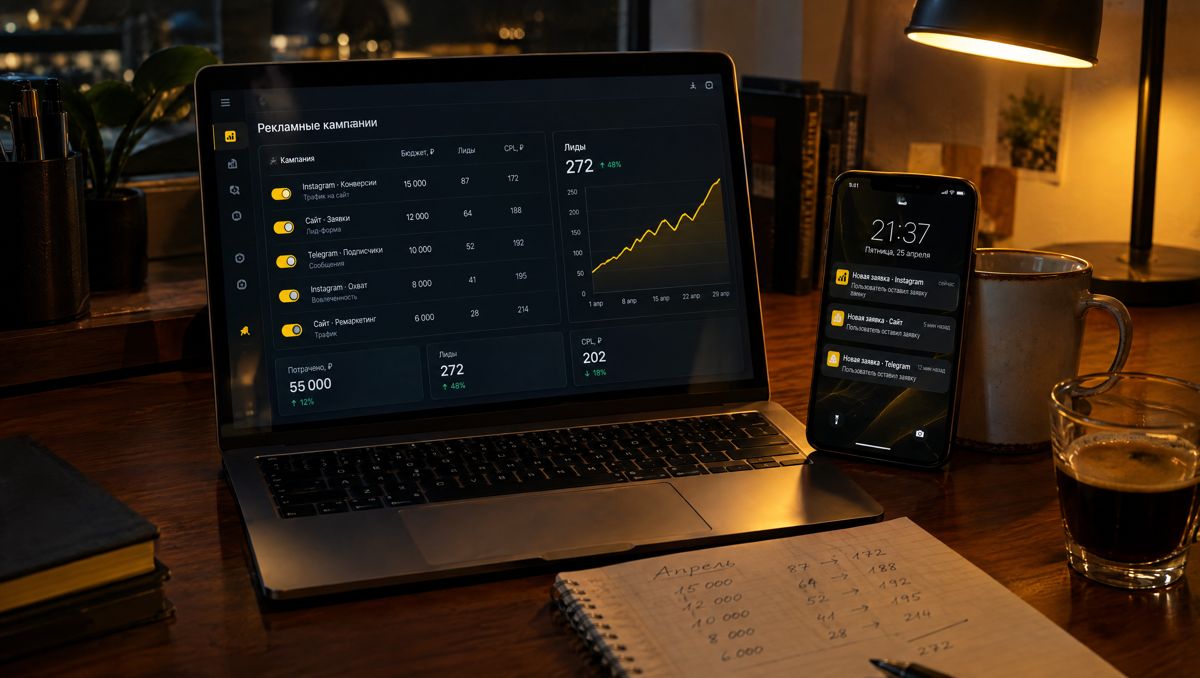 Рекламные кампании
Кампания Бюджет, ₽ Лиды CPL, ₽
Instagram · Конверсии 15 000 87 172
Трафик на сайт
Сайт · Заявки 12 000 64 188
Лид-форма
Telegram · Подписчики 10 000 52 192
Сообщения
Instagram · Охват 8 000 41 195
Вовлеченность
Сайт · Ремаркетинг 6 000 28 214
Трафик
Лиды
272 ↑ 48%
250
200
150
100
50
0
1 апр 8 апр 15 апр 22 апр 29 апр
Потрачено, ₽
55 000
↑ 12%
Лиды
272
↑ 48%
CPL, ₽
202
↓ 18%
9:41
21:37
Пятница, 25 апреля
Новая заявка · Instagram сейчас
Пользователь оставил заявку
Новая заявка · Сайт 5 мин назад
Пользователь оставил заявку
Новая заявка · Telegram 12 мин назад
Пользователь оставил заявку
Апрель
15 000 87 → 172
12 000 64 → 188
10 000 52 → 192
8 000 41 → 195
6 000 28 → 214
272